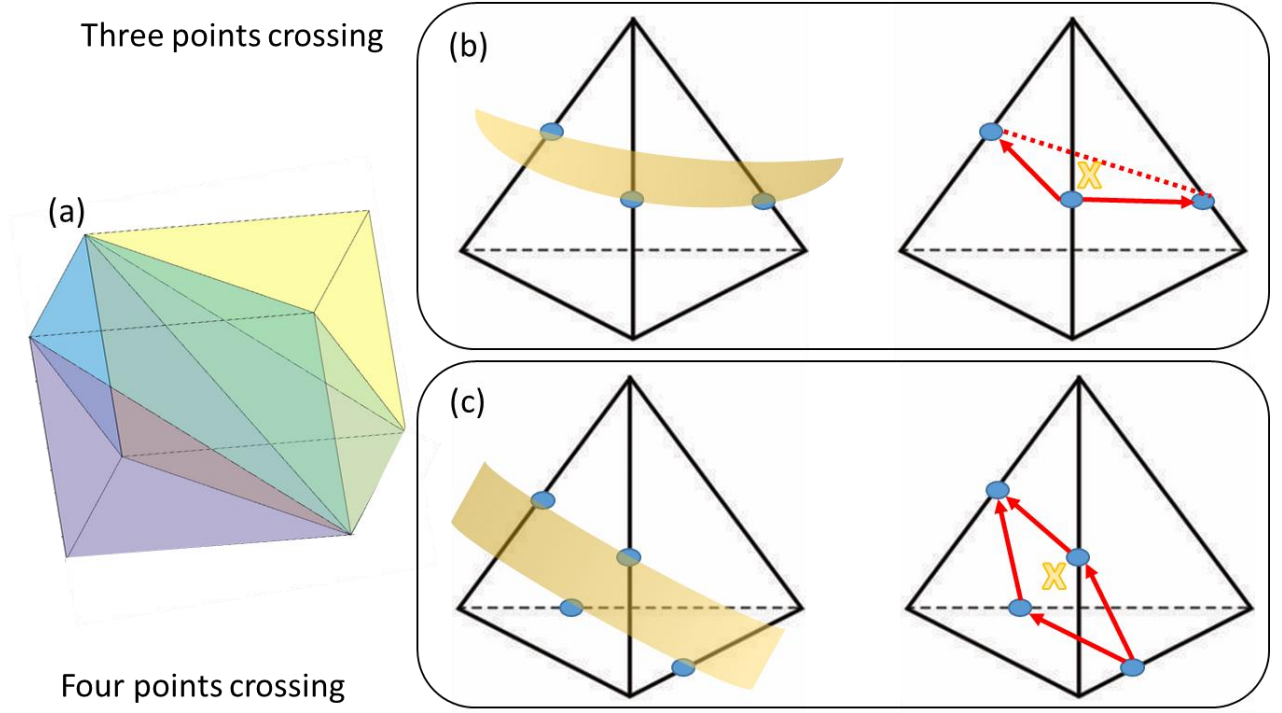 Three points crossing
(a)
(b)
X
(c)
X
Four points crossing